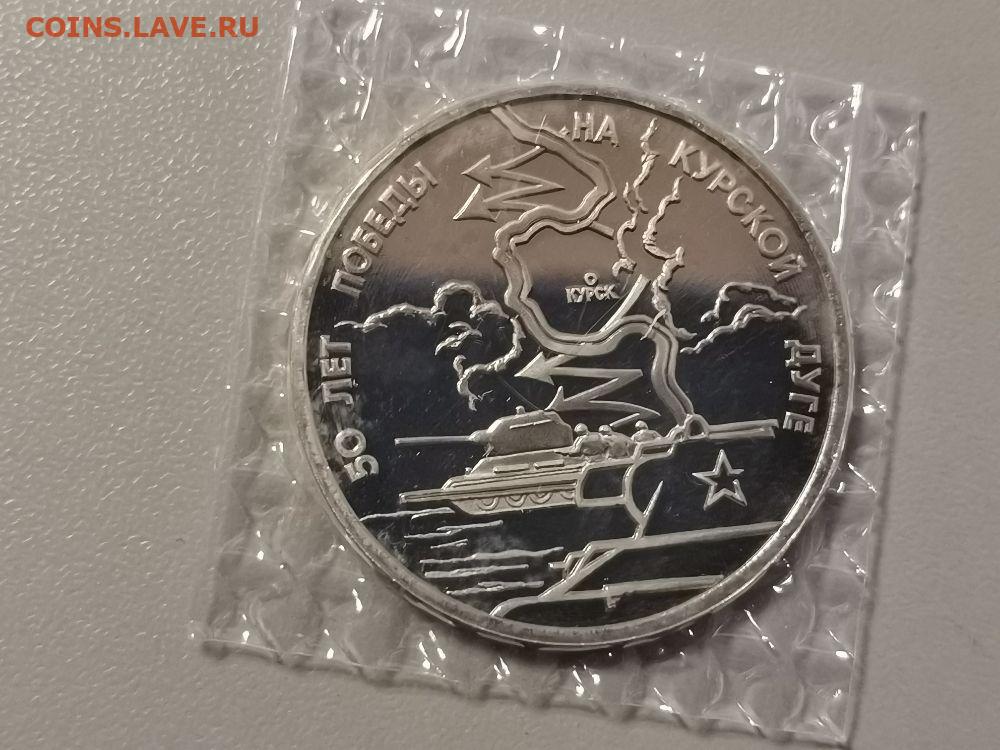 COINS.LAVE.RU
50 ЛЕТ ПОБЕДЫ НА КУРСКОЙ ДУГЕ
КУРСК